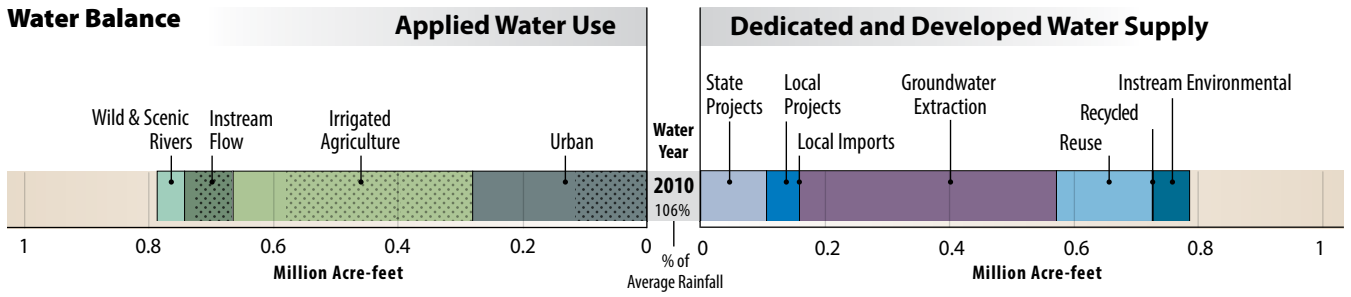 Water Balance
Applied Water Use
Dedicated and Developed Water Supply
Wild & Scenic
Rivers
Instream
Flow
Irrigated
Agriculture
Urban
Water
Year
2010
106%
% of
Average Rainfall
State
Projects
Local
Projects
Local Imports
Groundwater
Extraction
Reuse
Recycled
Instream Environmental
1
0.8
0.6
0.4
0.2
0
Million Acre-feet
0
0.2
0.4
0.6
0.8
1
Million Acre-feet